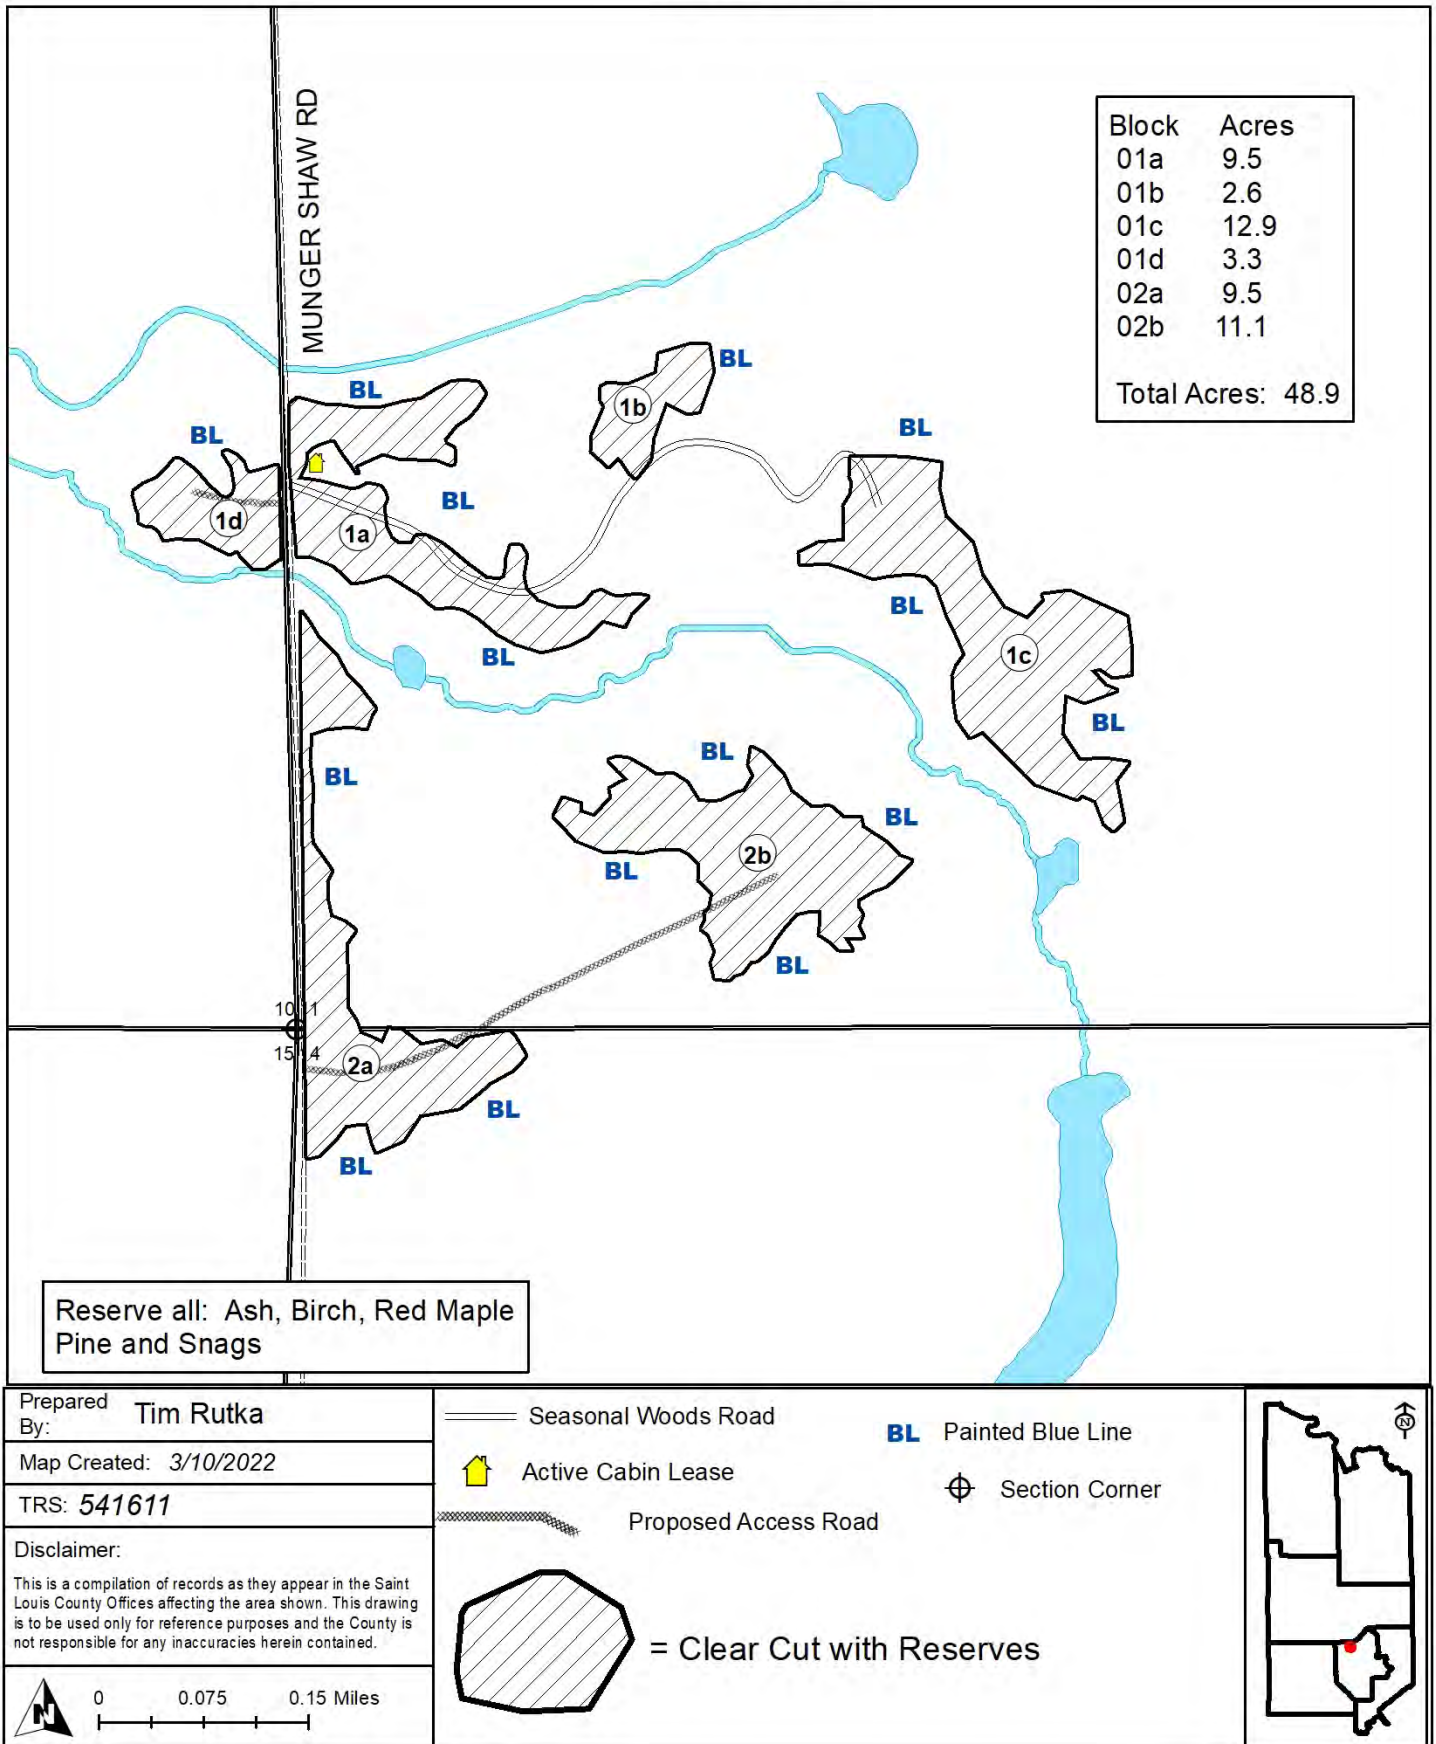 MUNGER SHAW RD
Block Acres
01a 9.5
01b 2.6
01c 12.9
01d 3.3
02a 9.5
02b 11.1
Total Acres: 48.9
BL
1b
BL
BL
BL
BL
1d
1a
BL
1c
BL
BL
BL
BL
BL
2b
BL
BL
BL
2a
BL
BL
Reserve all: Ash, Birch, Red Maple
Pine and Snags
Prepared
By: Tim Rutka
Map Created: 3/10/2022
TRS: 541611
Disclaimer:
This is a compilation of records as they appear in the Saint
Louis County Offices affecting the area shown. This drawing
is to be used only for reference purposes and the County is
not responsible for any inaccuracies herein contained.
N
0 0.075 0.15 Miles
Seasonal Woods Road
BL Painted Blue Line
Active Cabin Lease
Section Corner
Proposed Access Road
= Clear Cut with Reserves
N